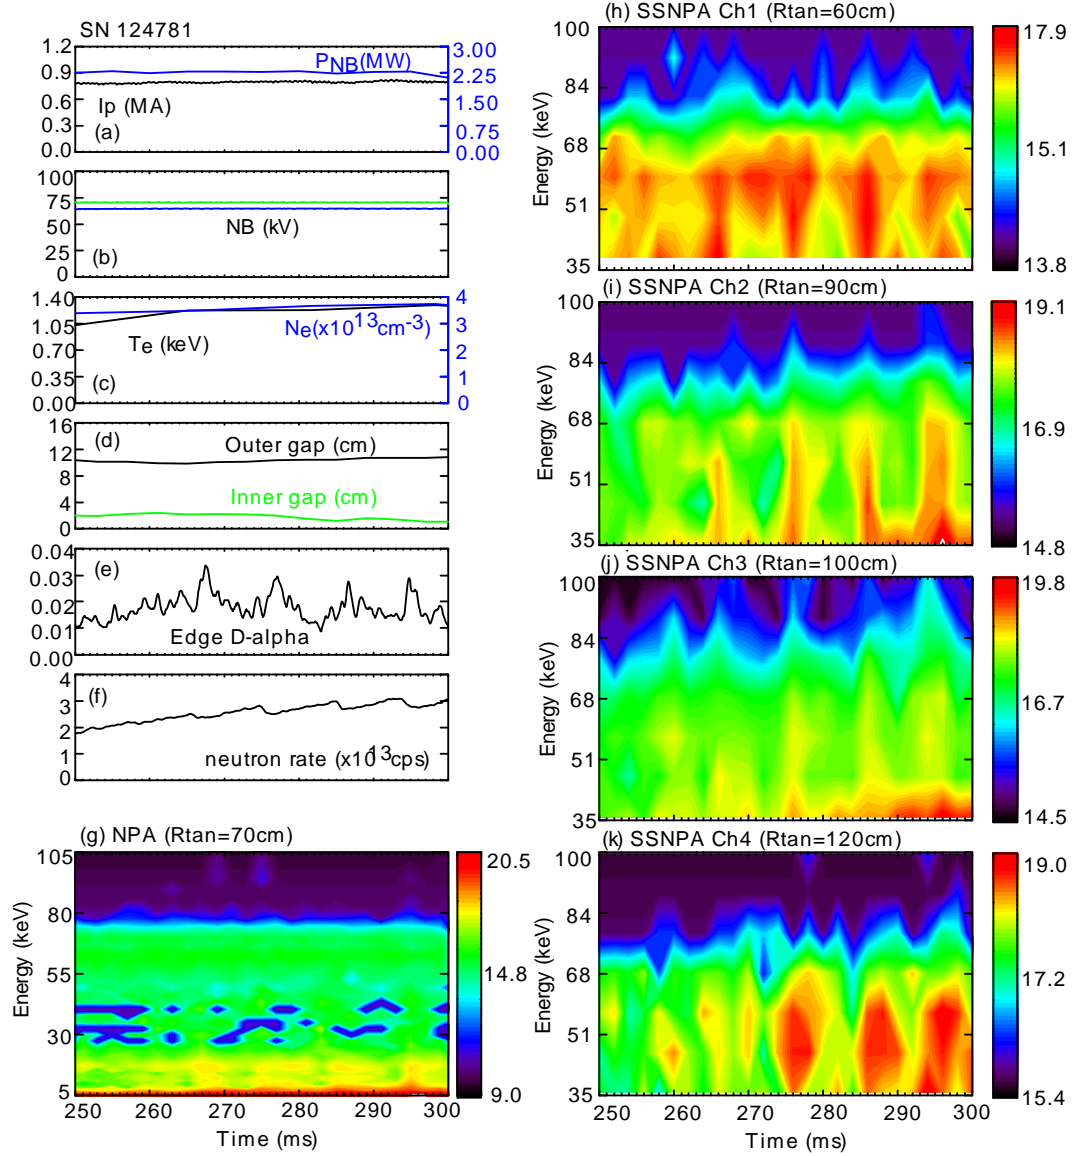 SN 124781
1.2
0.9
0.6
0.3
0.0
PNB(MW)
Ip (MA)
(a)
3.00
2.25
1.50
0.75
0.00
100
75
50
25
0
NB (kV)
(b)
1.40
1.05
0.70
0.35
0.00
Ne(x10^13cm^-3)
Te (keV)
(c)
4
3
2
1
0
16
12
8
4
0
(d)
Outer gap (cm)
Inner gap (cm)
0.04
0.03
0.02
0.01
0.00
(e)
Edge D-alpha
4
3
2
1
0
(f)
neutron rate (x10^13cps)
(g) NPA (Rtan=70cm)
105
80
55
30
5
Energy (keV)
250 260 270 280 290 300
Time (ms)
20.5
14.8
9.0
(h) SSNPA Ch1 (Rtan=60cm)
100
84
68
51
35
Energy (keV)
17.9
15.1
13.8
(i) SSNPA Ch2 (Rtan=90cm)
100
84
68
51
35
Energy (keV)
19.1
16.9
14.8
(j) SSNPA Ch3 (Rtan=100cm)
100
84
68
51
35
Energy (keV)
19.8
16.7
14.5
(k) SSNPA Ch4 (Rtan=120cm)
100
84
68
51
35
Energy (keV)
250 260 270 280 290 300
Time (ms)
19.0
17.2
15.4